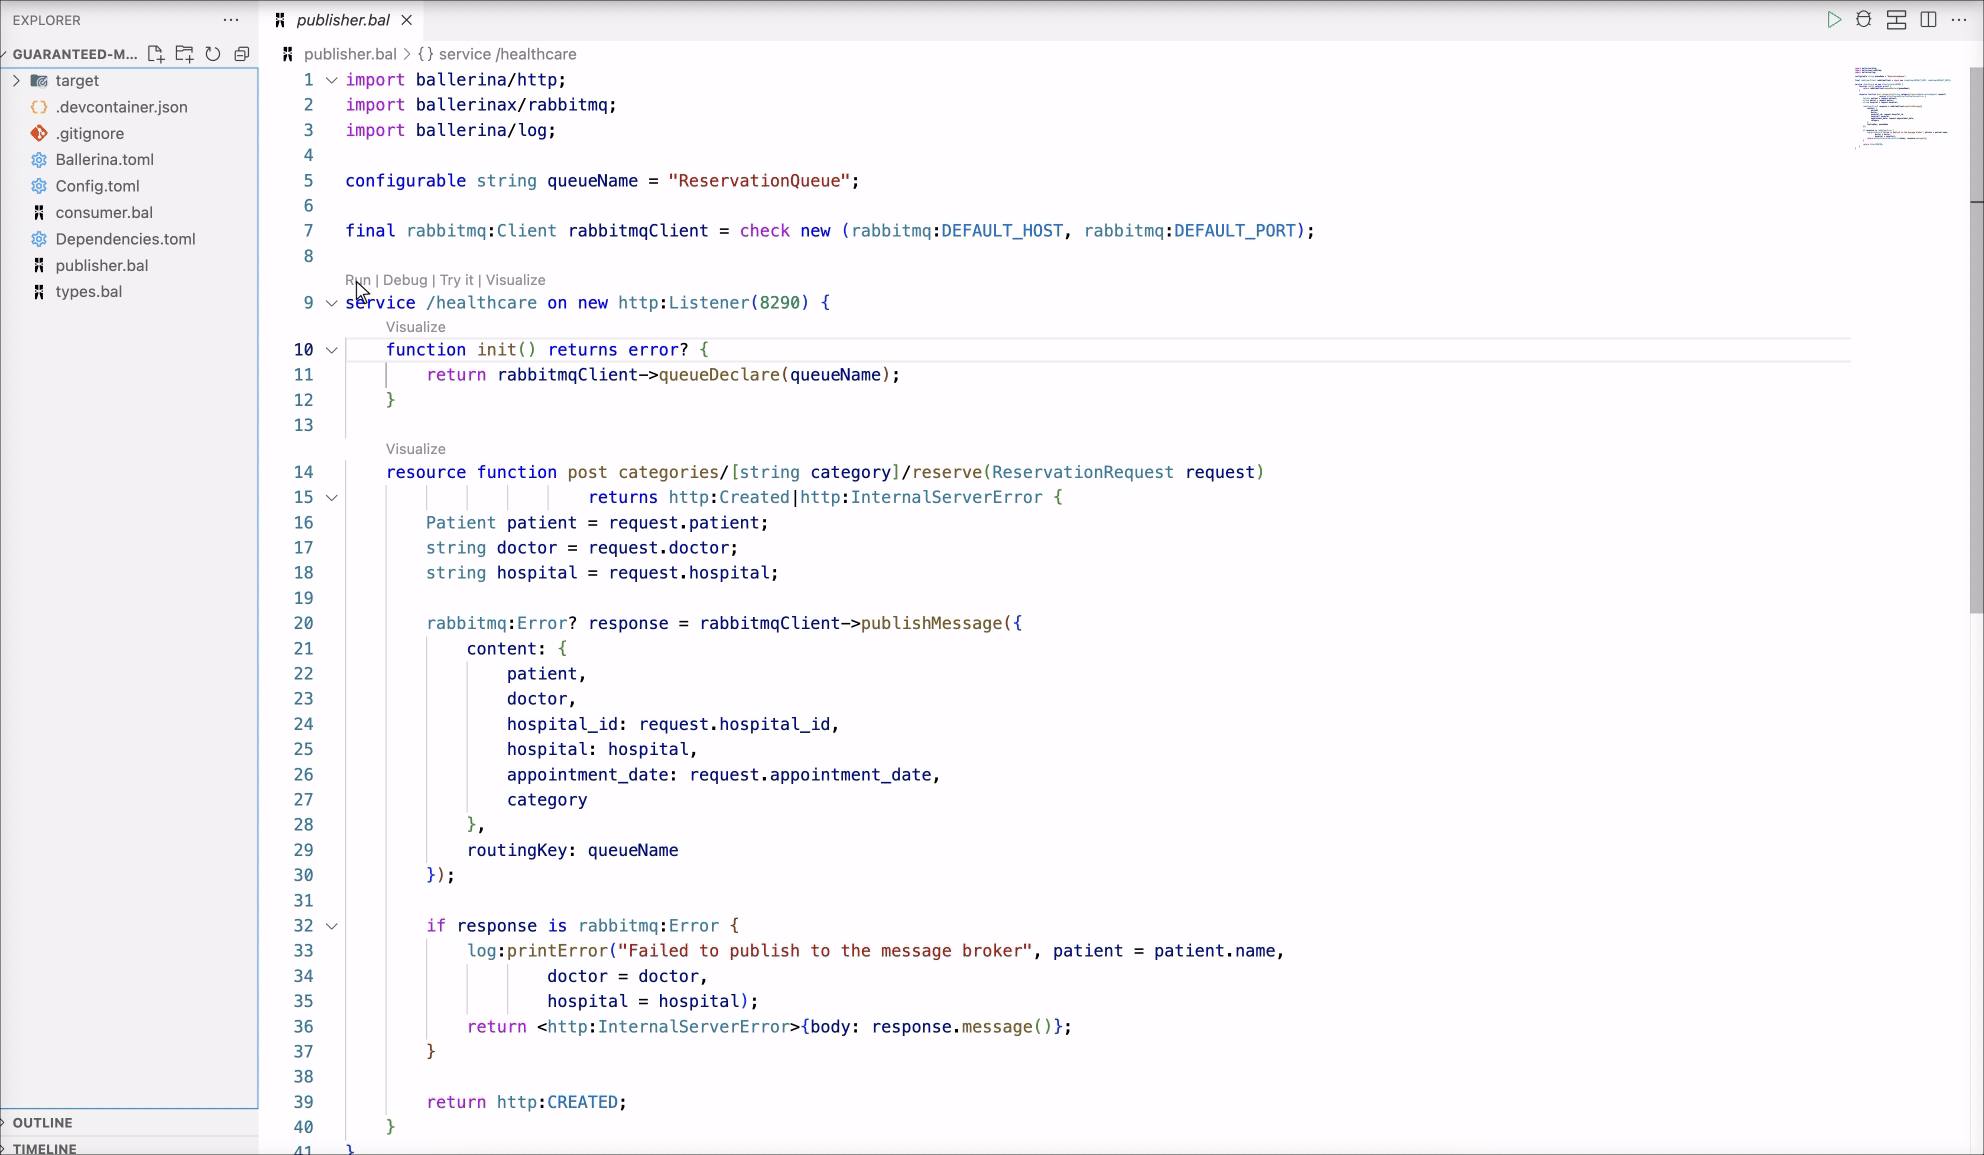 EXPLORER
GUARANTEED-M...
target
.devcontainer.json
.gitignore
Ballerina.toml
Config.toml
consumer.bal
Dependencies.toml
publisher.bal
types.bal
OUTLINE
TIMELINE
publisher.bal
publisher.bal > {} service /healthcare
1 import ballerina/http;
2 import ballerinax/rabbitmq;
3 import ballerina/log;
4
5 configurable string queueName = "ReservationQueue";
6
7 final rabbitmq:Client rabbitmqClient = check new (rabbitmq:DEFAULT_HOST, rabbitmq:DEFAULT_PORT);
8
Run | Debug | Try it | Visualize
9 service /healthcare on new http:Listener(8290) {
Visualize
10 function init() returns error? {
11 return rabbitmqClient->queueDeclare(queueName);
12 }
13
Visualize
14 resource function post categories/[string category]/reserve(ReservationRequest request)
15 returns http:Created|http:InternalServerError {
16 Patient patient = request.patient;
17 string doctor = request.doctor;
18 string hospital = request.hospital;
19
20 rabbitmq:Error? response = rabbitmqClient->publishMessage({
21 content: {
22 patient,
23 doctor,
24 hospital_id: request.hospital_id,
25 hospital: hospital,
26 appointment_date: request.appointment_date,
27 category
28 },
29 routingKey: queueName
30 });
31
32 if response is rabbitmq:Error {
33 log:printError("Failed to publish to the message broker", patient = patient.name,
34 doctor = doctor,
35 hospital = hospital);
36 return <http:InternalServerError>{body: response.message()};
37 }
38
39 return http:CREATED;
40 }
41 }